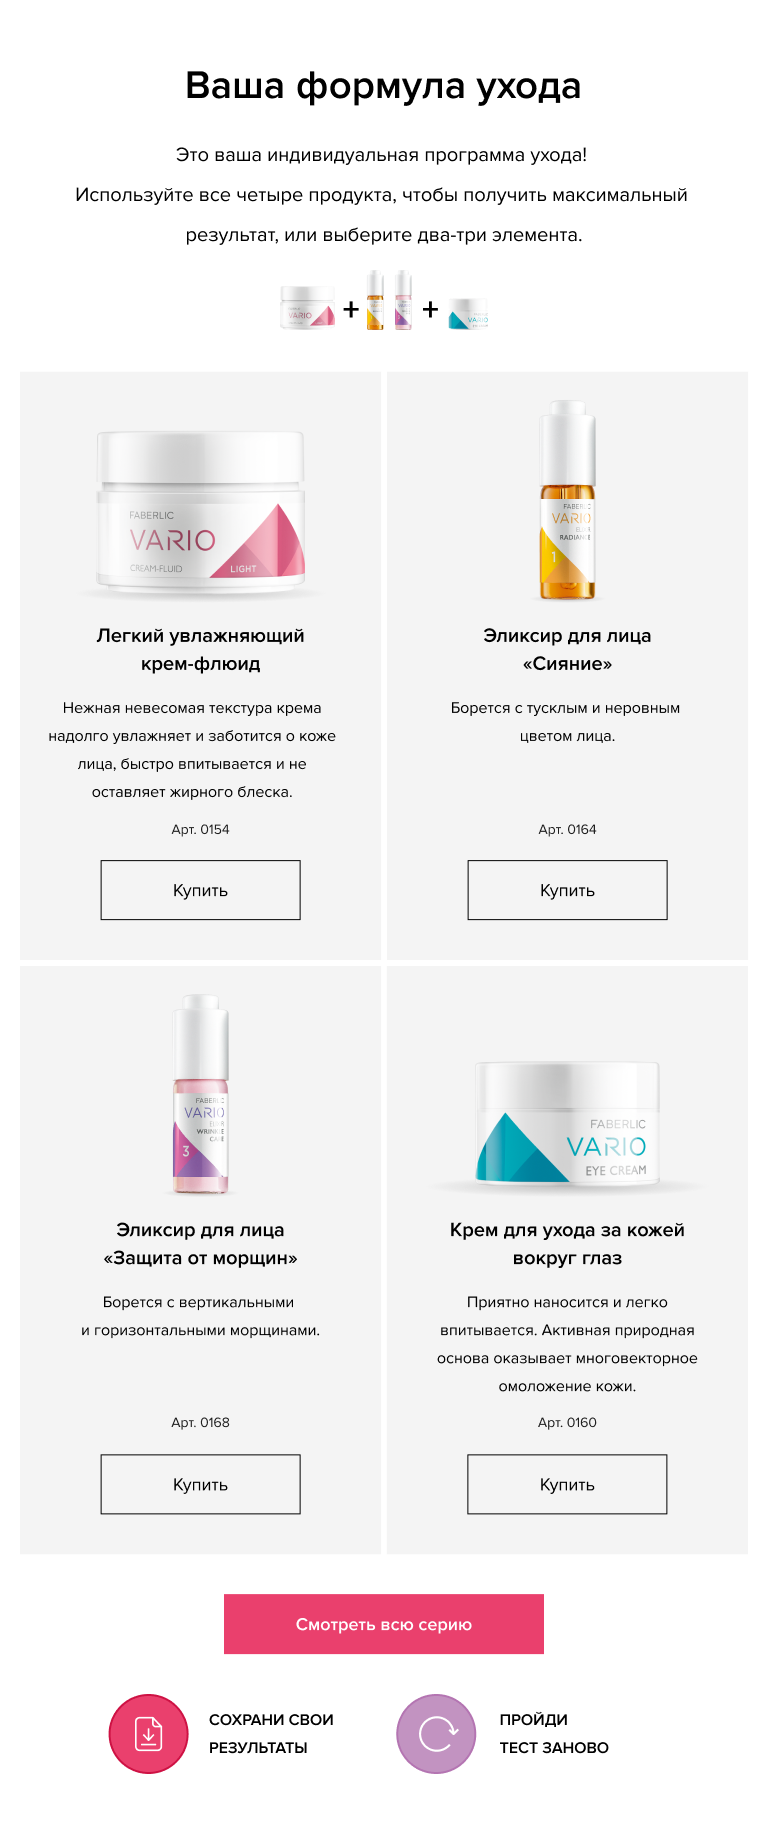 Ваша формула ухода
Это ваша индивидуальная программа ухода!
Используйте все четыре продукта, чтобы получить максимальный
результат, или выберите два-три элемента.
VARIO
+
+
VARIO
FABERLIC
VARIO
CREAM-FLUID
LIGHT
Легкий увлажняющий
крем-флюид
Нежная невесомая текстура крема
надолго увлажняет и заботится о коже
лица, быстро впитывается и не
оставляет жирного блеска.
Арт. 0154
Купить
FABERLIC
VARIO
ELIXIR
RADIANCE
1
Эликсир для лица
«Сияние»
Борется с тусклым и неровным
цветом лица.
Арт. 0164
Купить
FABERLIC
VARIO
ELIXIR
WRINKLE
CARE
3
Эликсир для лица
«Защита от морщин»
Борется с вертикальными
и горизонтальными морщинами.
Арт. 0168
Купить
FABERLIC
VARIO
EYE CREAM
Крем для ухода за кожей
вокруг глаз
Приятно наносится и легко
впитывается. Активная природная
основа оказывает многовекторное
омоложение кожи.
Арт. 0160
Купить
Смотреть всю серию
СОХРАНИ СВОИ
РЕЗУЛЬТАТЫ
ПРОЙДИ
ТЕСТ ЗАНОВО